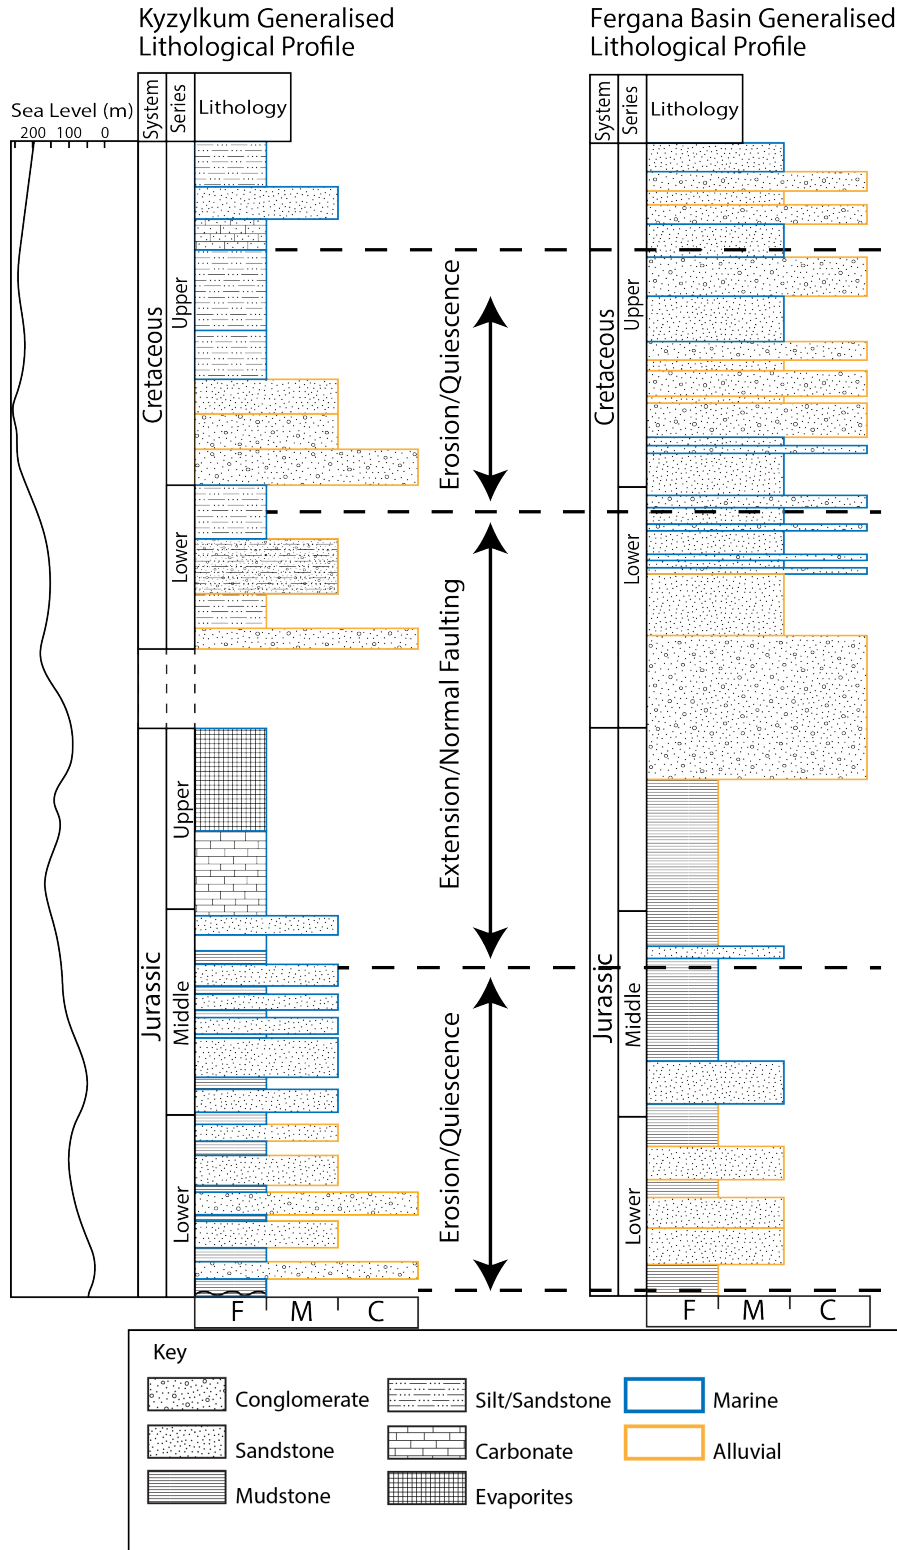 Kyzylkum Generalised
Lithological Profile
Fergana Basin Generalised
Lithological Profile
Sea Level (m)
200 100 0
System
Series
Lithology
System
Series
Lithology
Cretaceous
Upper
Lower
Jurassic
Upper
Middle
Lower
Erosion/Quiescence
Extension/Normal Faulting
Erosion/Quiescence
Cretaceous
Upper
Lower
Jurassic
Middle
Lower
F M C
F M C
Key
Conglomerate
Silt/Sandstone
Marine
Sandstone
Carbonate
Alluvial
Mudstone
Evaporites